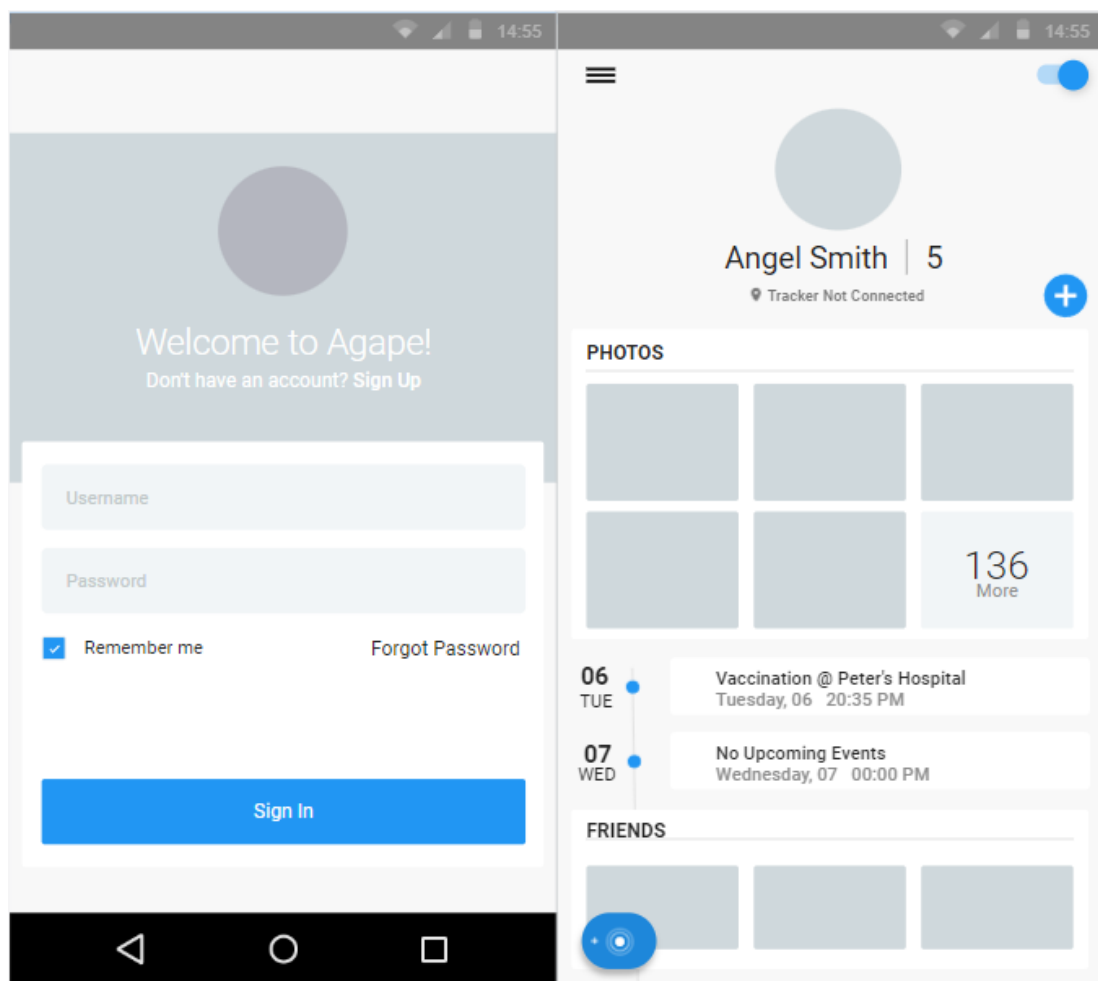 14:55
Welcome to Agape!
Don't have an account? Sign Up
Username
Password
Remember me
Forgot Password
Sign In
14:55
Angel Smith 5
Tracker Not Connected
PHOTOS
136
More
06
TUE
Vaccination @ Peter's Hospital
Tuesday, 06 20:35 PM
07
WED
No Upcoming Events
Wednesday, 07 00:00 PM
FRIENDS